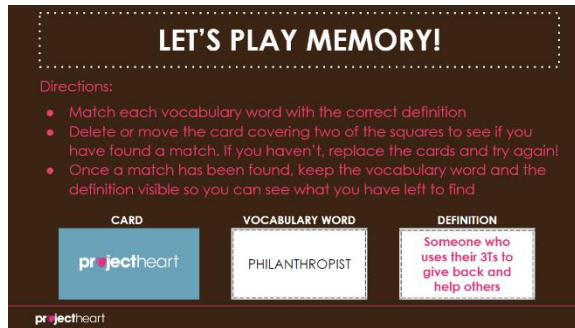 LET'S PLAY MEMORY!
Directions:
● Match each vocabulary word with the correct definition
● Delete or move the card covering two of the squares to see if you
have found a match. If you haven't, replace the cards and try again!
● Once a match has been found, keep the vocabulary word and the
definition visible so you can see what you have left to find
CARD
VOCABULARY WORD
DEFINITION
projectheart
PHILANTHROPIST
Someone who
uses their 3Ts to
give back and
help others
projectheart